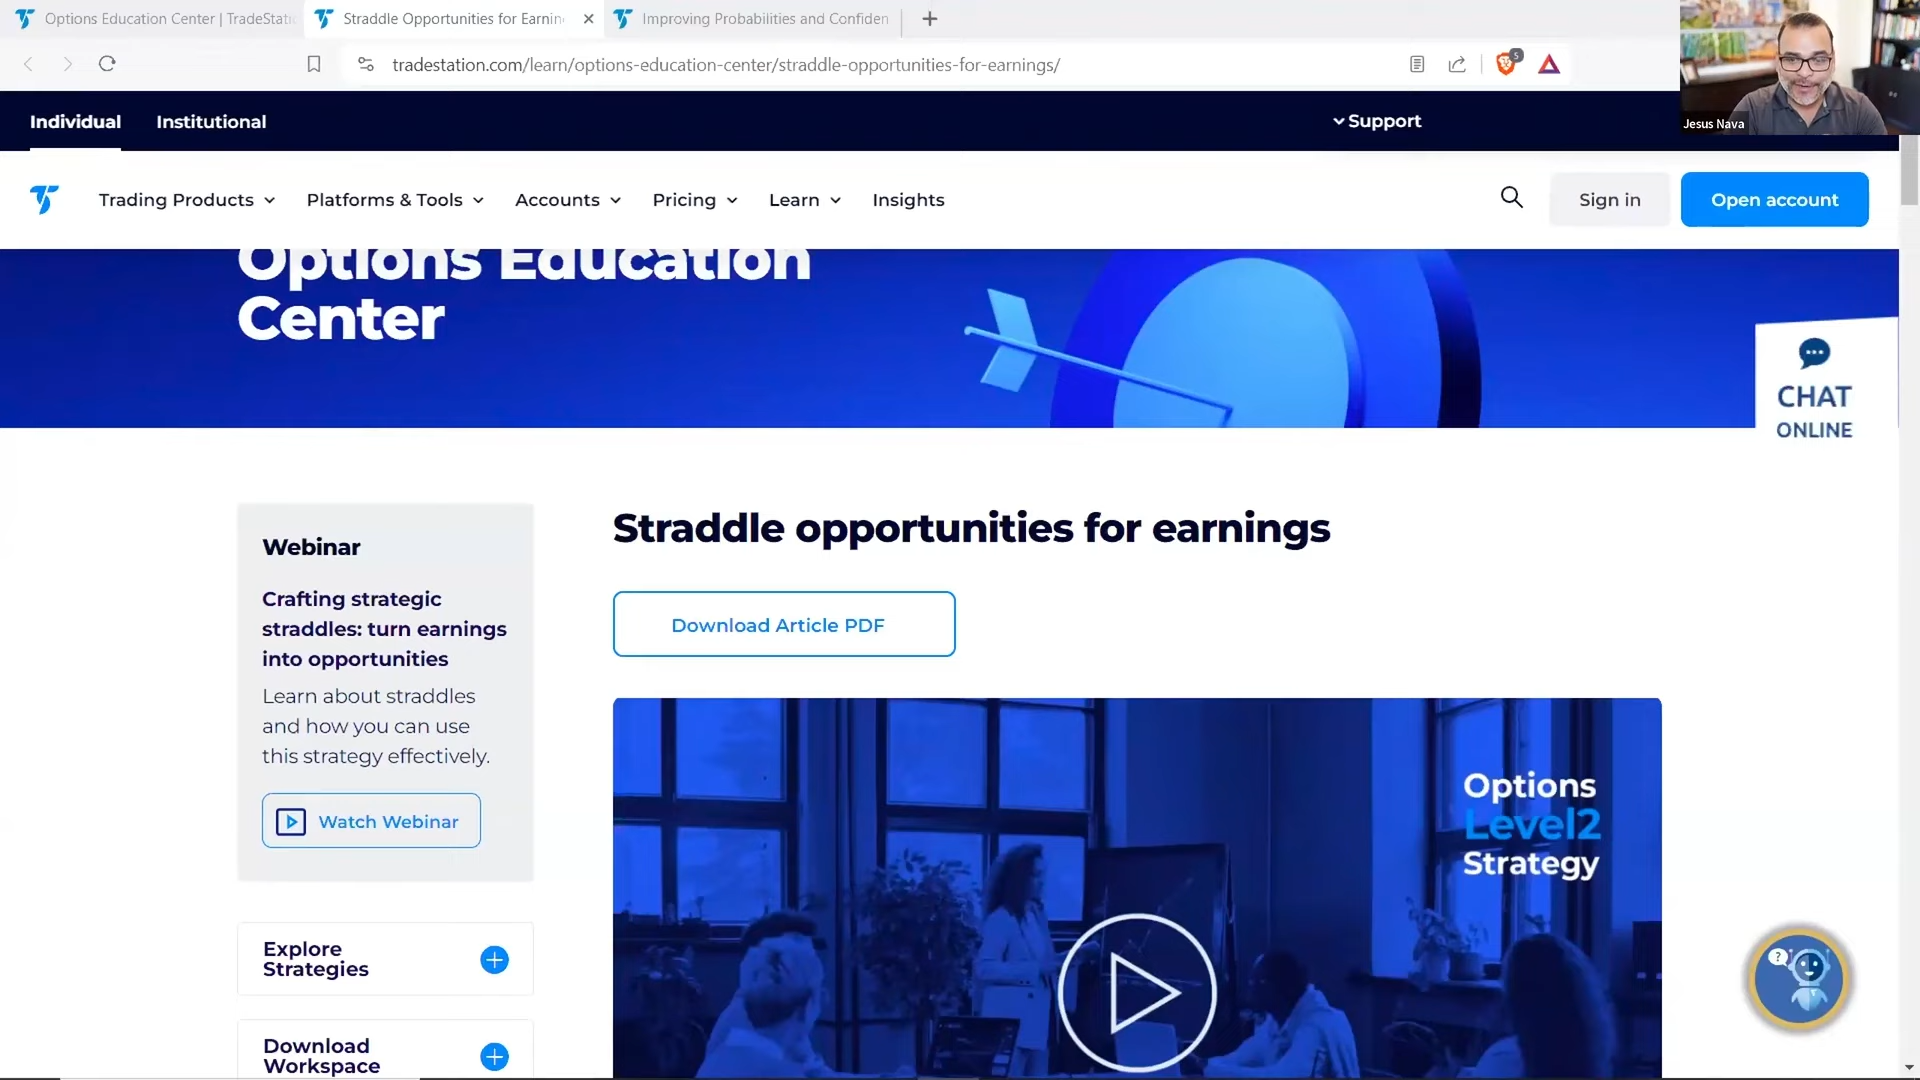 Options Education Center | TradeStati
Straddle Opportunities for Earnin
Improving Probabilities and Confiden
tradestation.com/learn/options-education-center/straddle-opportunities-for-earnings/
5
Jesus Nava
Individual
Institutional
Support
Trading Products
Platforms & Tools
Accounts
Pricing
Learn
Insights
Sign in
Open account
Options Education
Center
CHAT
ONLINE
Webinar
Crafting strategic
straddles: turn earnings
into opportunities
Learn about straddles
and how you can use
this strategy effectively.
Watch Webinar
Explore
Strategies
Download
Workspace
Straddle opportunities for earnings
Download Article PDF
Options
Level2
Strategy
?